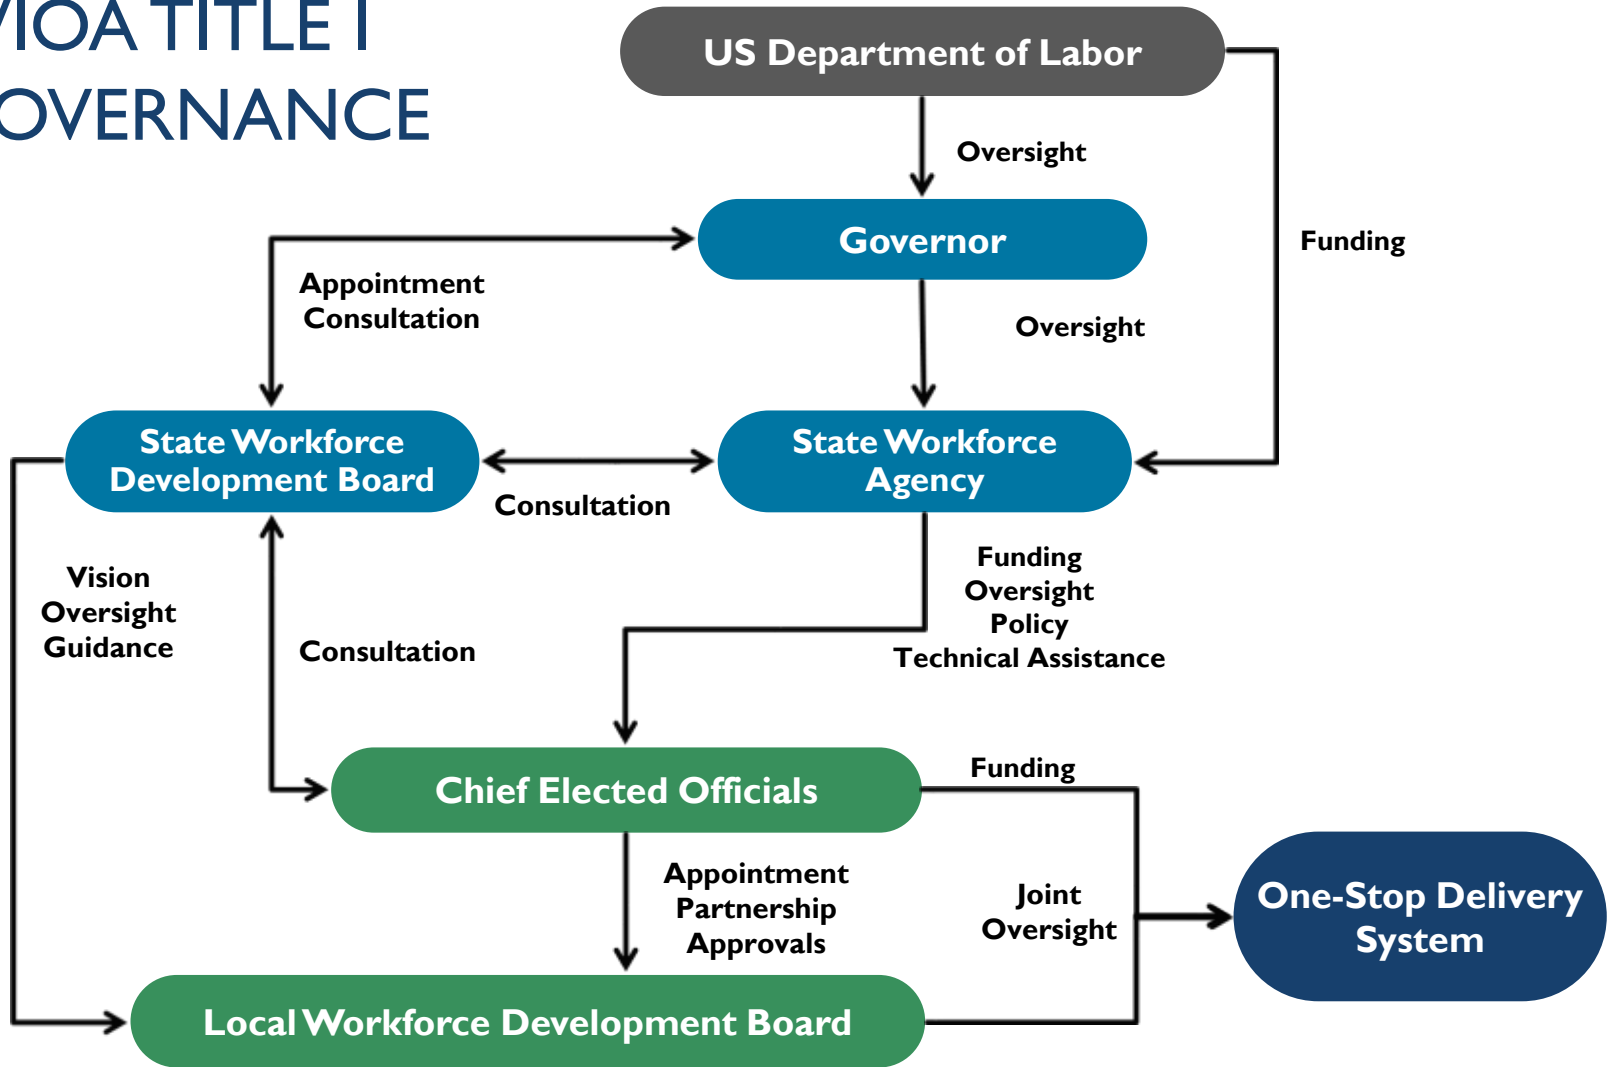 VIOA TITLE I
OVERNANCE
US Department of Labor
Oversight
Governor
Funding
Appointment
Consultation
Oversight
State Workforce
Development Board
State Workforce
Agency
Consultation
Vision
Oversight
Guidance
Consultation
Funding
Oversight
Policy
Technical Assistance
Chief Elected Officials
Funding
Appointment
Partnership
Approvals
Joint
Oversight
One-Stop Delivery
System
Local Workforce Development Board